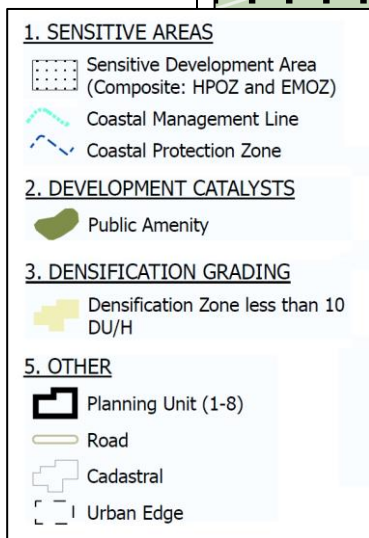 1. SENSITIVE AREAS
Sensitive Development Area
(Composite: HPOZ and EMOZ)
Coastal Management Line
Coastal Protection Zone
2. DEVELOPMENT CATALYSTS
Public Amenity
3. DENSIFICATION GRADING
Densification Zone less than 10
DU/H
5. OTHER
Planning Unit (1-8)
Road
Cadastral
Urban Edge